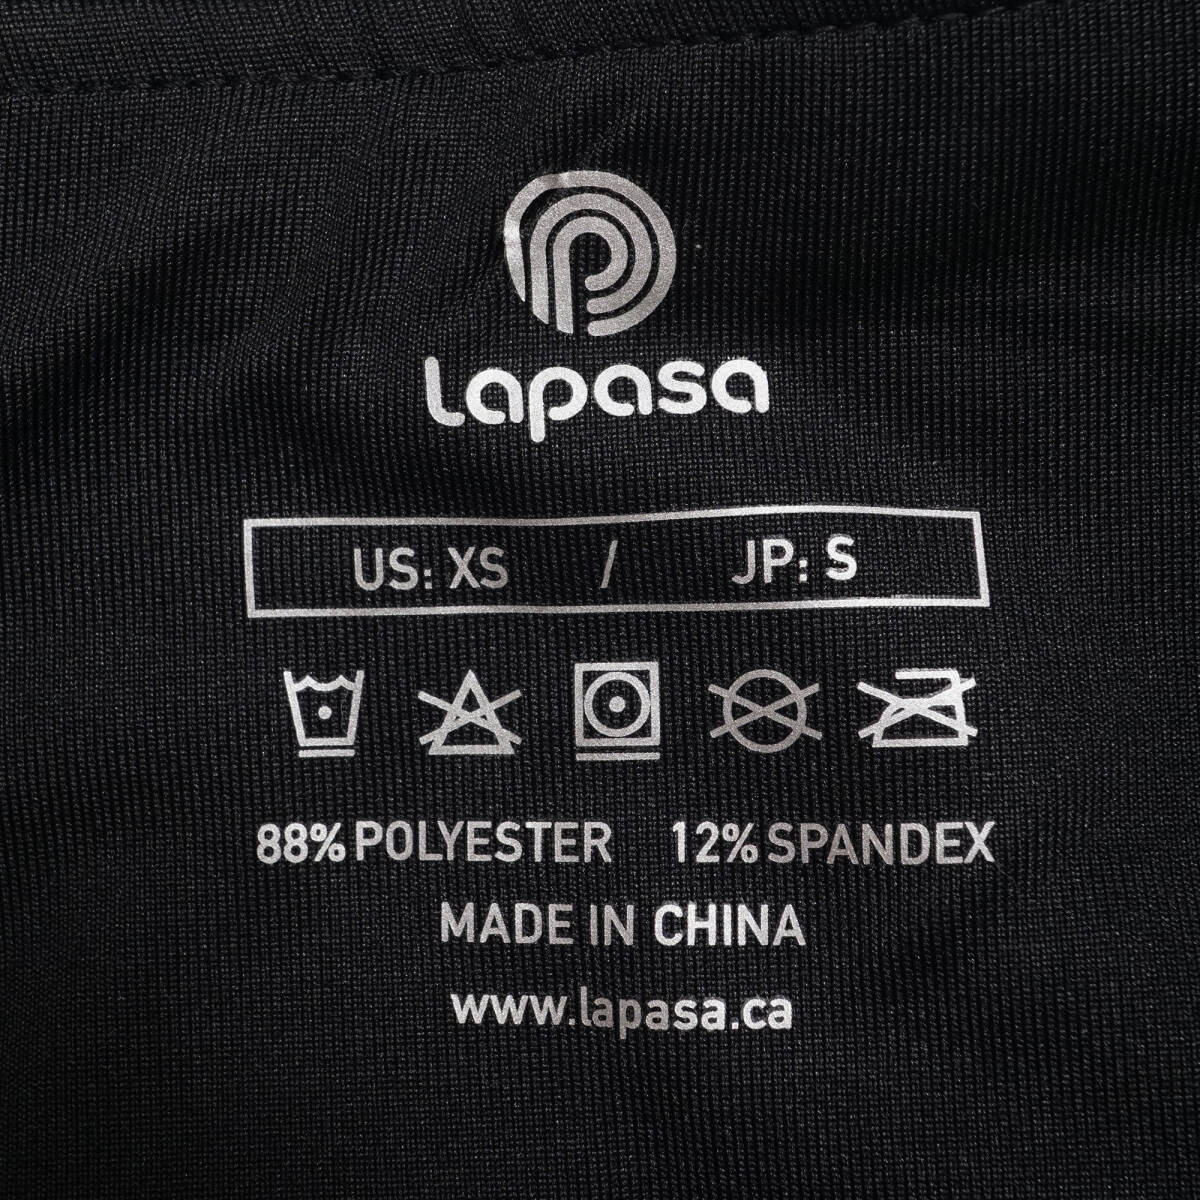 Lapasa
US: XS / JP: S
88% POLYESTER 12% SPANDEX
MADE IN CHINA
www.lapasa.ca